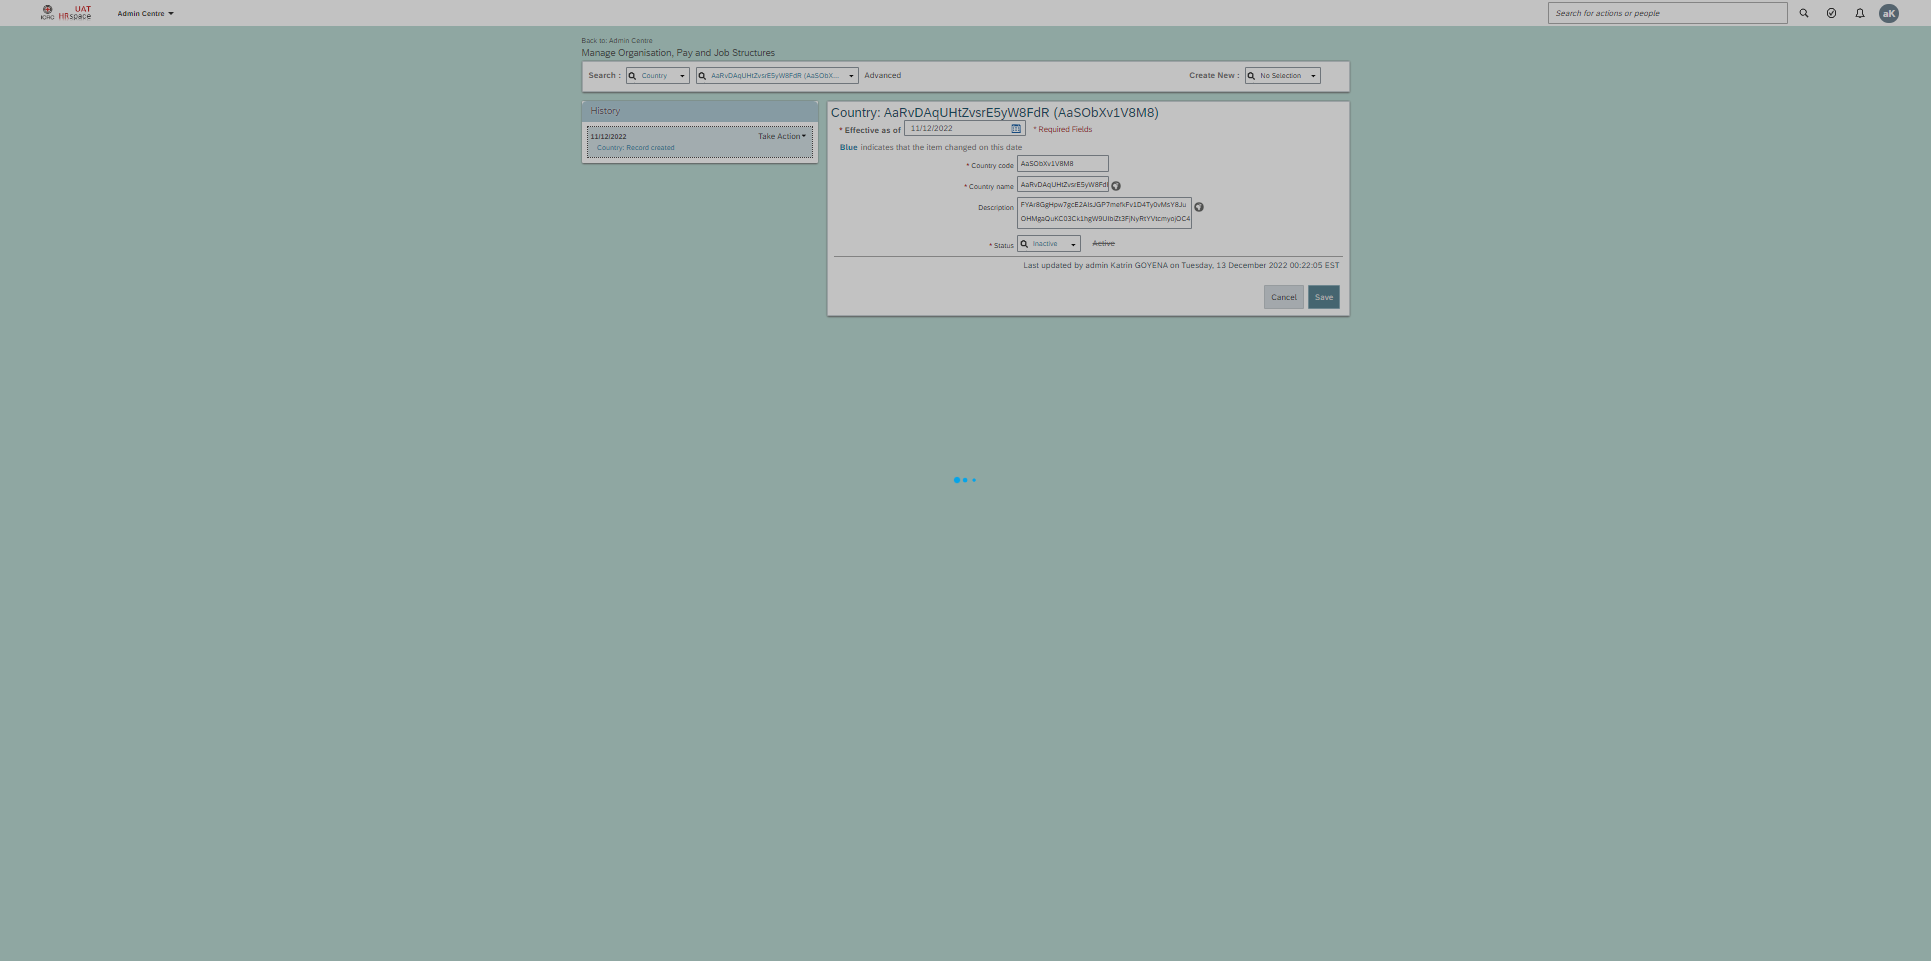 ICRC
UAT
HRspace
Admin Centre
Search for actions or people
aK
Back to: Admin Centre
Manage Organisation, Pay and Job Structures
Search :
Country
AaRvDAqUHtZvsrE5yW8FdR (AaSObX...
Advanced
Create New :
No Selection
History
11/12/2022
Take Action
Country: Record created
Country: AaRvDAqUHtZvsrE5yW8FdR (AaSObXv1V8M8)
* Effective as of
11/12/2022
* Required Fields
Blue indicates that the item changed on this date
* Country code
AaSObXv1V8M8
* Country name
AaRvDAqUHtZvsrE5yW8Fd
Description
FYAr8GgHpw7gcE2AIsJGP7mefkFv1D4Ty0vMsY8Ju
OHMgaQuKC03Ck1hgW9UIbiZt3FjNyRtYVtcmyojOC4
* Status
Inactive
Active
Last updated by admin Katrin GOYENA on Tuesday, 13 December 2022 00:22:05 EST
Cancel
Save